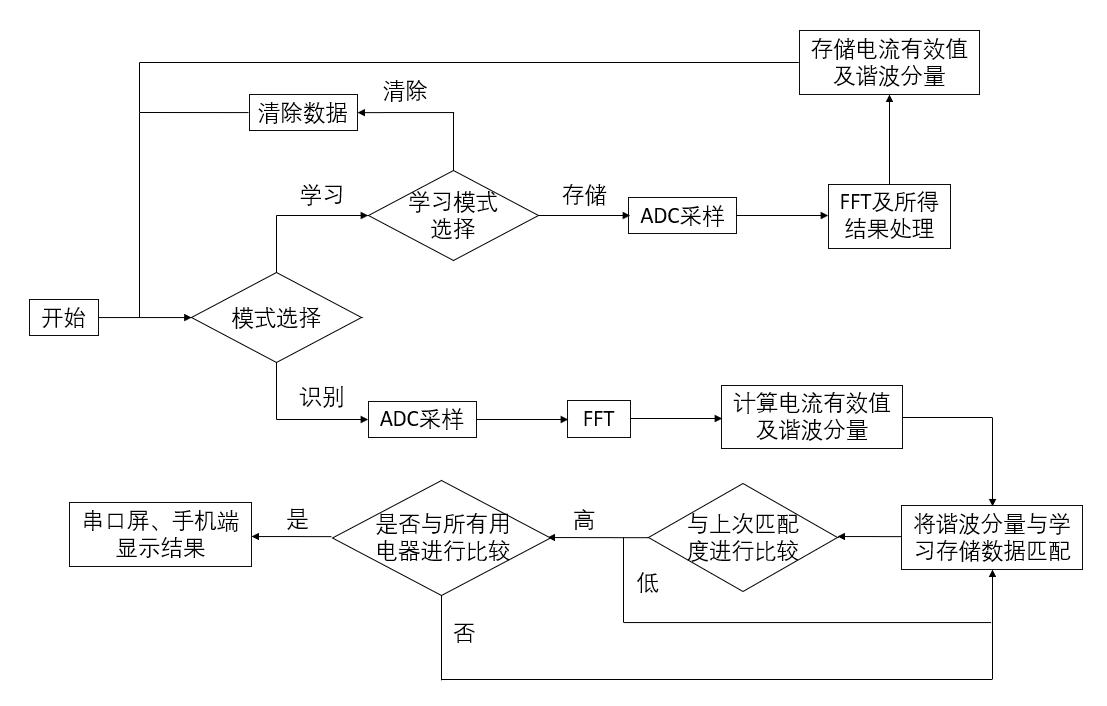 存储电流有效值
及谐波分量
清除
清除数据
学习
学习模式
选择
存储
ADC采样
FFT及所得
结果处理
开始
模式选择
识别
ADC采样
FFT
计算电流有效值
及谐波分量
串口屏、手机端
显示结果
是
是否与所有用
电器进行比较
高
与上次匹配
度进行比较
将谐波分量与学
习存储数据匹配
低
否